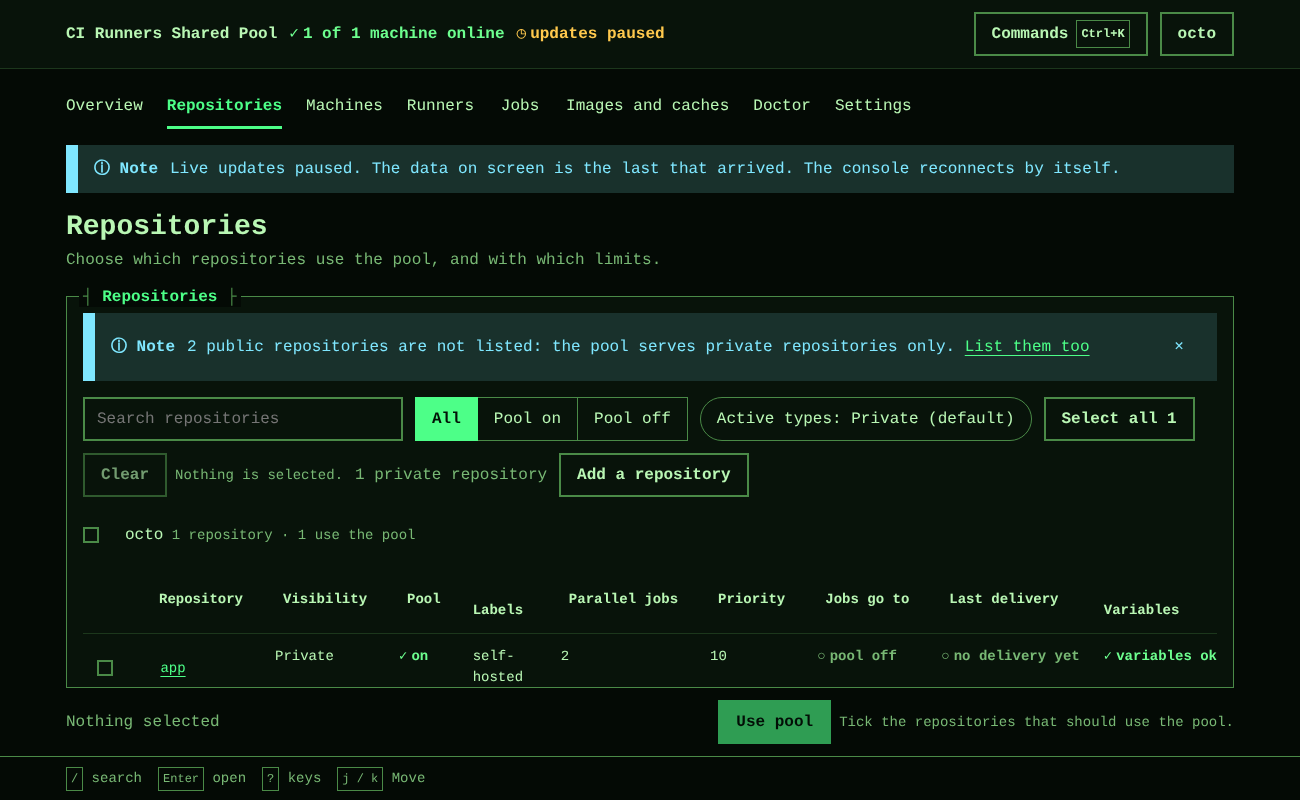 CI Runners Shared Pool ✓ 1 of 1 machine online ◷ updates paused Commands Ctrl+K octo
Overview Repositories Machines Runners Jobs Images and caches Doctor Settings
ⓘ Note Live updates paused. The data on screen is the last that arrived. The console reconnects by itself.
Repositories
Choose which repositories use the pool, and with which limits.
┤ Repositories ├
ⓘ Note 2 public repositories are not listed: the pool serves private repositories only. List them too ×
Search repositories All Pool on Pool off Active types: Private (default) Select all 1
Clear Nothing is selected. 1 private repository Add a repository
octo 1 repository · 1 use the pool
Repository Visibility Pool Labels Parallel jobs Priority Jobs go to Last delivery Variables
app Private ✓ on self-hosted 2 10 ○ pool off ○ no delivery yet ✓ variables ok
Nothing selected Use pool Tick the repositories that should use the pool.
/ search Enter open ? keys j / k Move